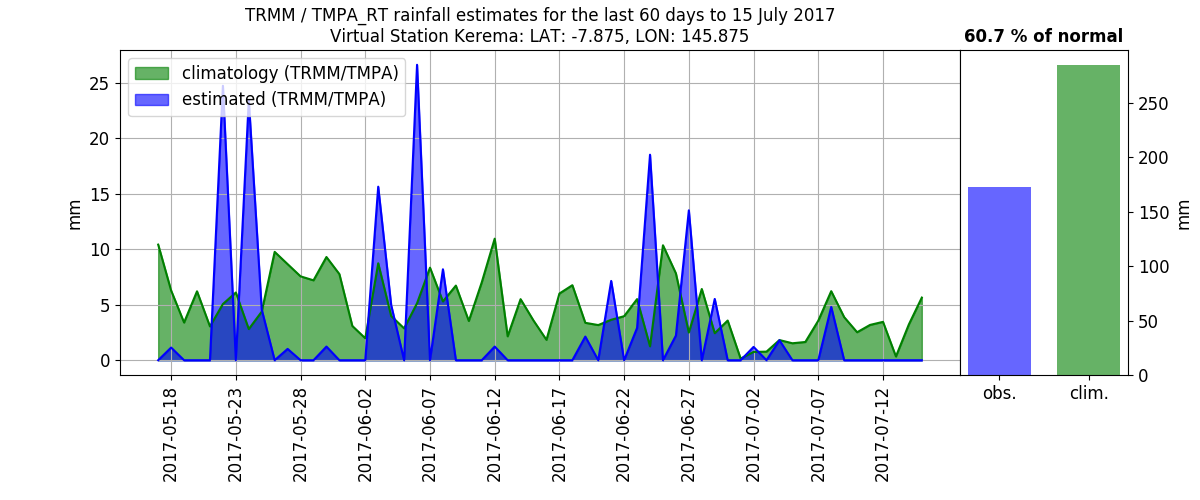 TRMM / TMPA_RT rainfall estimates for the last 60 days to 15 July 2017
Virtual Station Kerema: LAT: -7.875, LON: 145.875
60.7 % of normal
climatology (TRMM/TMPA)
estimated (TRMM/TMPA)
25
20
15
10
5
0
mm
250
200
150
100
50
0
mm
obs.
clim.
2017-05-18
2017-05-23
2017-05-28
2017-06-02
2017-06-07
2017-06-12
2017-06-17
2017-06-22
2017-06-27
2017-07-02
2017-07-07
2017-07-12